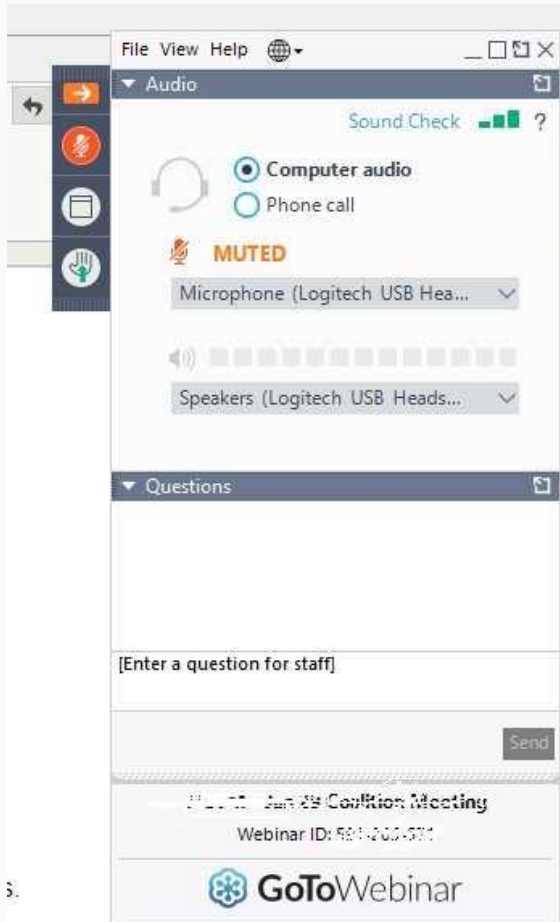 File View Help
Audio
Sound Check ?
Computer audio
Phone call
MUTED
Microphone (Logitech USB Hea...
Speakers (Logitech USB Heads...
Questions
[Enter a question for staff]
Send
29 Coalition Meeting
Webinar ID:
s.
GoToWebinar